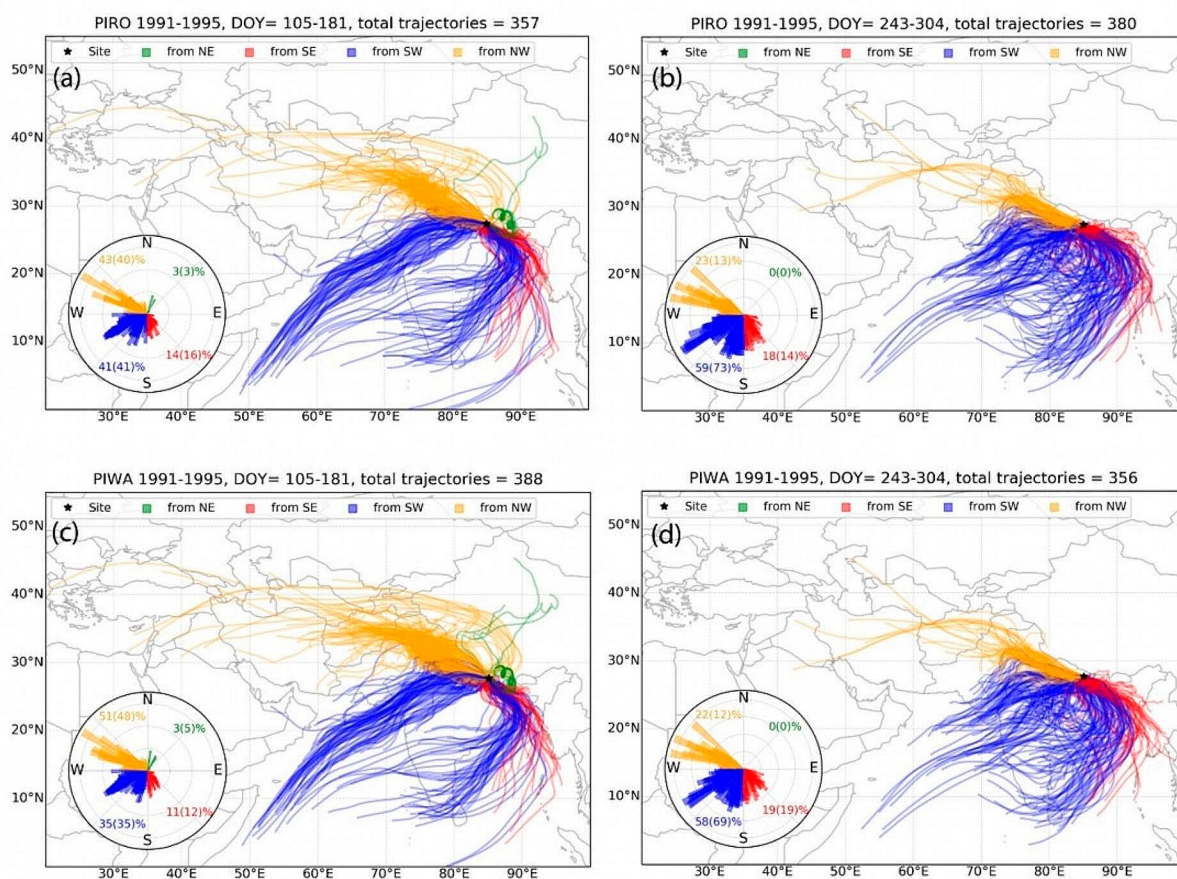 PIRO 1991-1995, DOY= 105-181, total trajectories = 357
Site from NE from SE from SW from NW
(a)
50°N
40°N
30°N
20°N
10°N
N
43(40)%
3(3)%
W
E
14(16)%
41(41)%
S
30°E 40°E 50°E 60°E 70°E 80°E 90°E
PIRO 1991-1995, DOY= 243-304, total trajectories = 380
Site from NE from SE from SW from NW
(b)
50°N
40°N
30°N
20°N
10°N
N
23(13)%
0(0)%
W
E
18(14)%
59(73)%
S
30°E 40°E 50°E 60°E 70°E 80°E 90°E
PIWA 1991-1995, DOY= 105-181, total trajectories = 388
Site from NE from SE from SW from NW
(c)
50°N
40°N
30°N
20°N
10°N
N
51(48)%
3(5)%
W
E
11(12)%
35(35)%
S
30°E 40°E 50°E 60°E 70°E 80°E 90°E
PIWA 1991-1995, DOY= 243-304, total trajectories = 356
Site from NE from SE from SW from NW
(d)
50°N
40°N
30°N
20°N
10°N
N
22(12)%
0(0)%
W
E
19(19)%
58(69)%
S
30°E 40°E 50°E 60°E 70°E 80°E 90°E